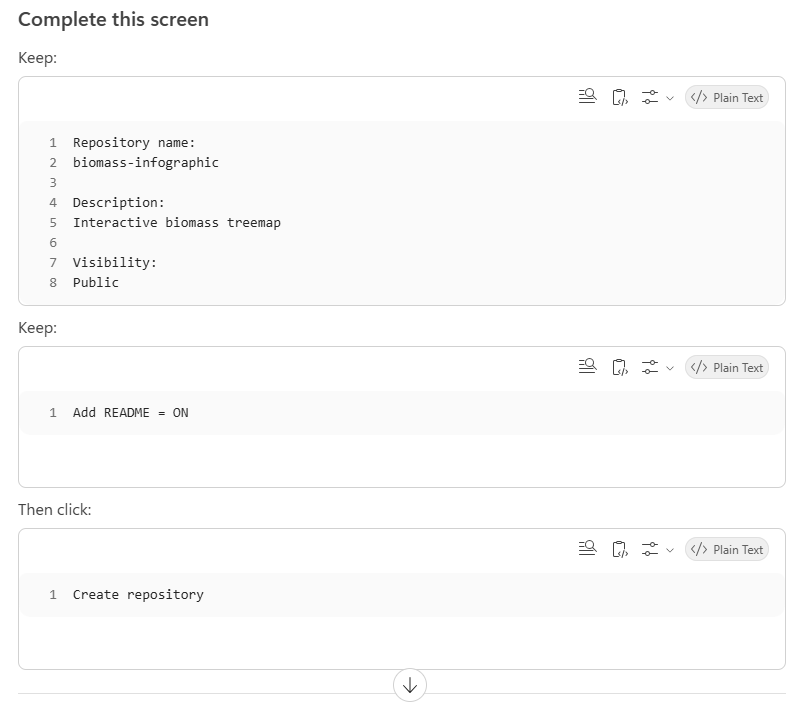 Complete this screen
Keep:
</> Plain Text
1 Repository name:
2 biomass-infographic
3
4 Description:
5 Interactive biomass treemap
6
7 Visibility:
8 Public
Keep:
</> Plain Text
1 Add README = ON
Then click:
</> Plain Text
1 Create repository